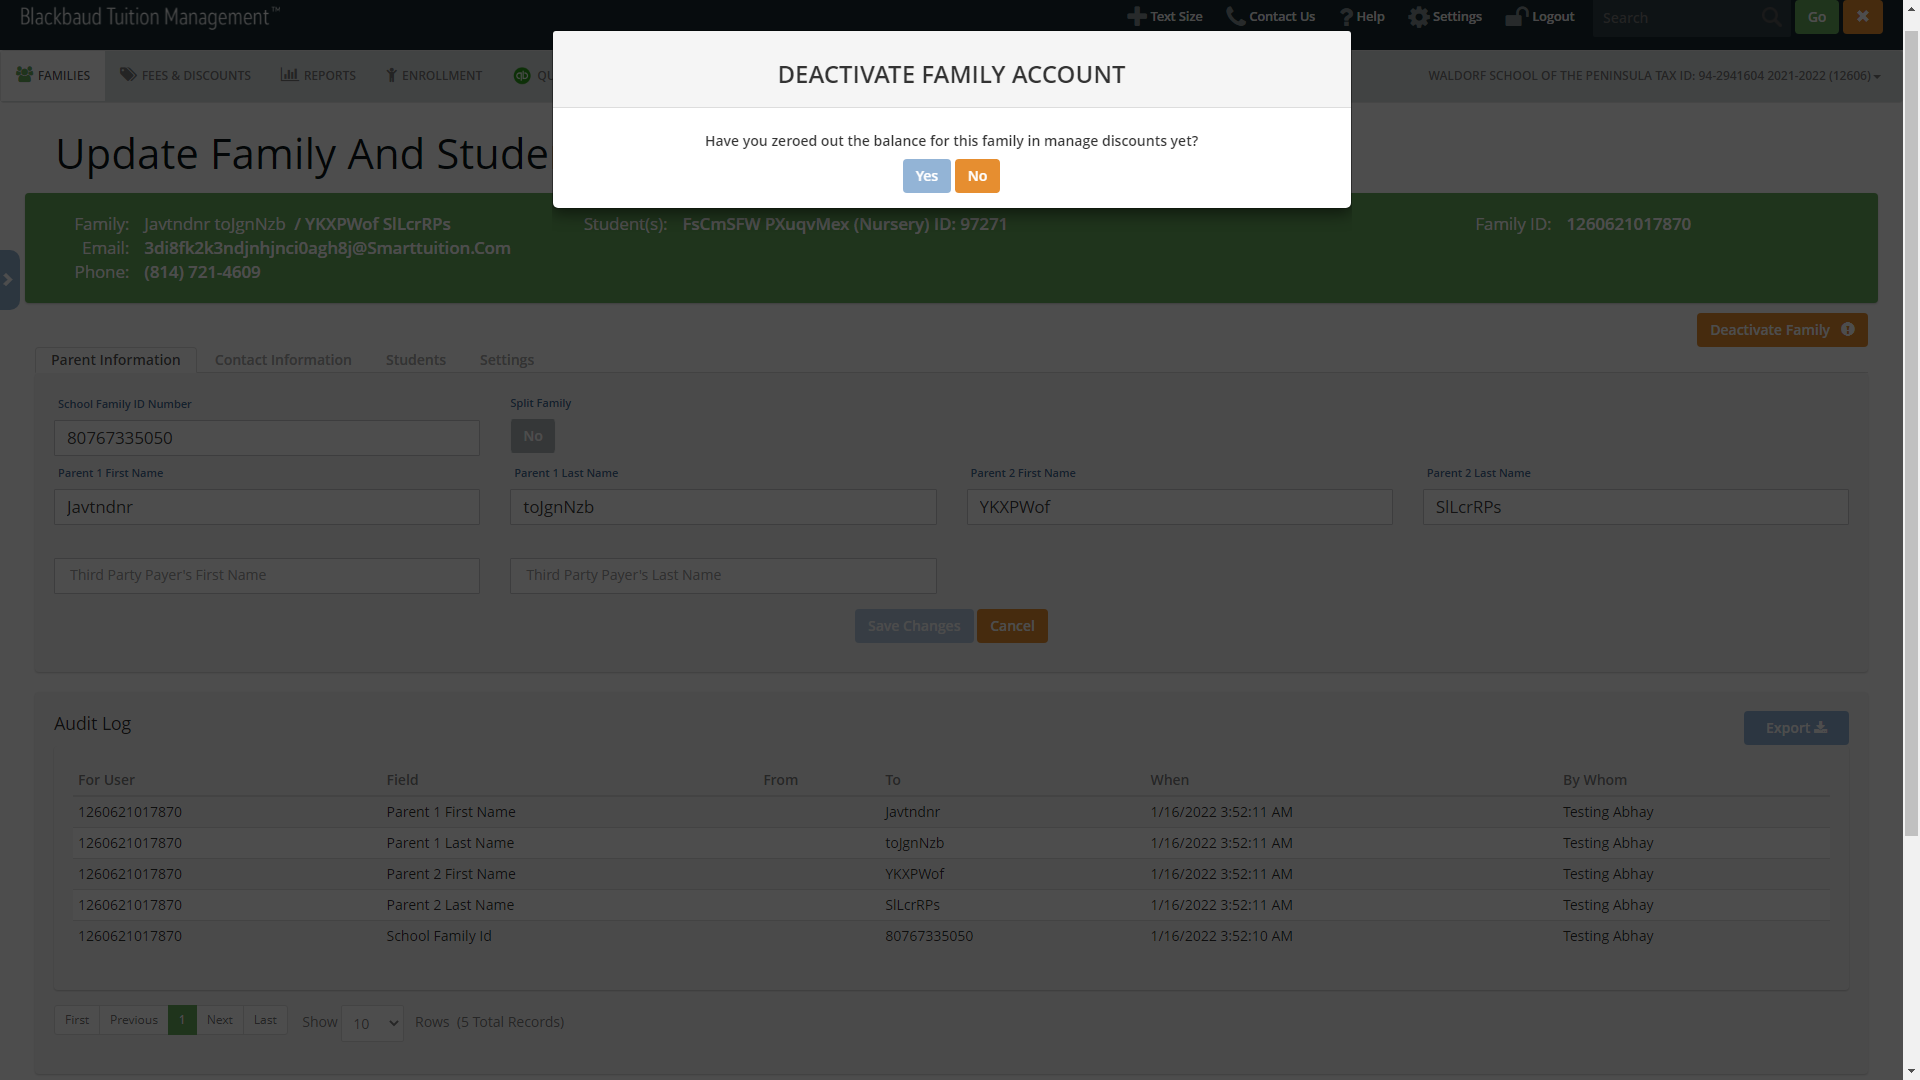 Blackbaud Tuition Management™
Text Size Contact Us Help Settings Logout Search Go
FAMILIES FEES & DISCOUNTS REPORTS ENROLLMENT
WALDORF SCHOOL OF THE PENINSULA TAX ID: 94-2941604 2021-2022 (12606)
DEACTIVATE FAMILY ACCOUNT
Have you zeroed out the balance for this family in manage discounts yet?
Yes No
Update Family And Stude
Family: Javtndnr toJgnNzb / YKXPWof SlLcrRPs Student(s): FsCmSFW PXuqvMex (Nursery) ID: 97271 Family ID: 1260621017870
Email: 3di8fk2k3ndjnhjnci0agh8j@Smarttuition.Com
Phone: (814) 721-4609
Deactivate Family
Parent Information Contact Information Students Settings
School Family ID Number Split Family
80767335050 No
Parent 1 First Name Parent 1 Last Name Parent 2 First Name Parent 2 Last Name
Javtndnr toJgnNzb YKXPWof SlLcrRPs
Third Party Payer's First Name Third Party Payer's Last Name
Save Changes Cancel
Audit Log Export
For User Field From To When By Whom
1260621017870 Parent 1 First Name Javtndnr 1/16/2022 3:52:11 AM Testing Abhay
1260621017870 Parent 1 Last Name toJgnNzb 1/16/2022 3:52:11 AM Testing Abhay
1260621017870 Parent 2 First Name YKXPWof 1/16/2022 3:52:11 AM Testing Abhay
1260621017870 Parent 2 Last Name SlLcrRPs 1/16/2022 3:52:11 AM Testing Abhay
1260621017870 School Family Id 80767335050 1/16/2022 3:52:10 AM Testing Abhay
First Previous 1 Next Last Show 10 Rows (5 Total Records)